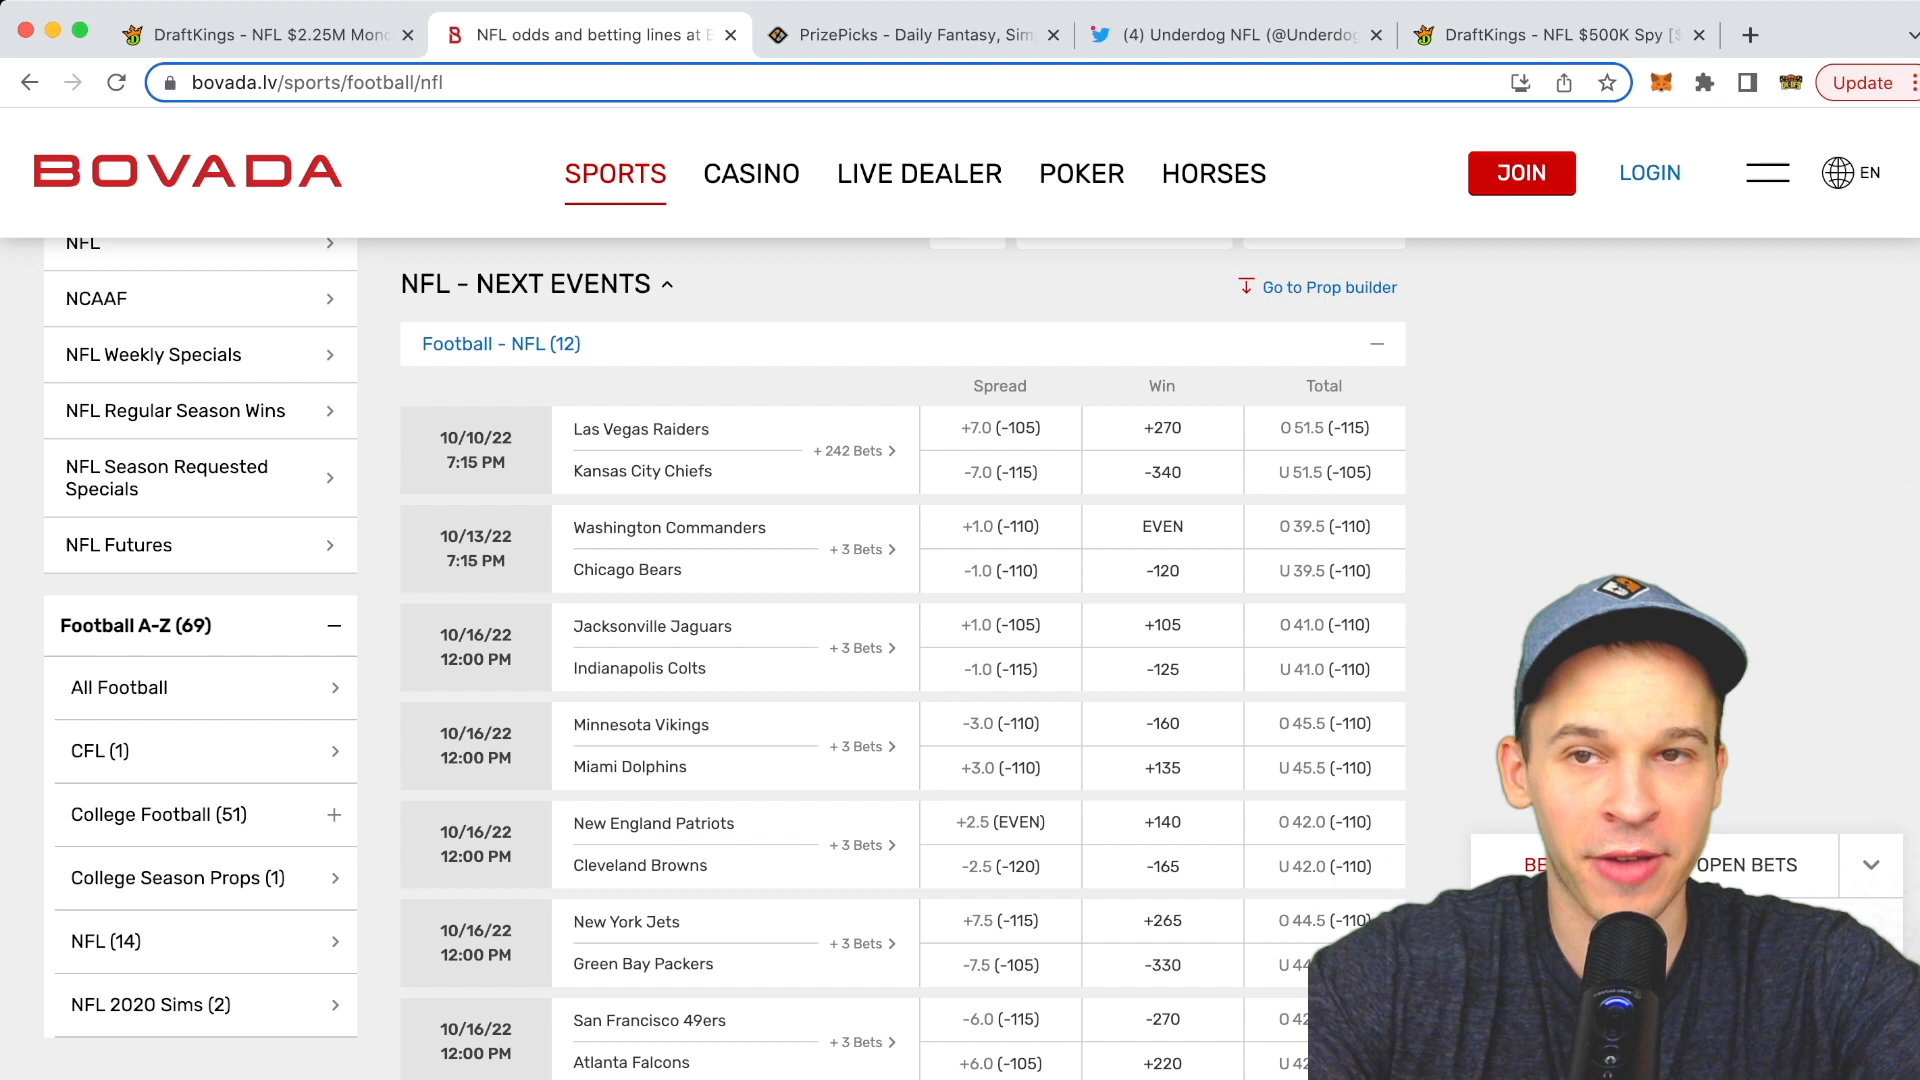 DraftKings - NFL $2.25M Mon
NFL odds and betting lines at
PrizePicks - Daily Fantasy, Sim
(4) Underdog NFL (@Underdog
DraftKings - NFL $500K Spy [$
bovada.lv/sports/football/nfl
Update
BOVADA
SPORTS
CASINO
LIVE DEALER
POKER
HORSES
JOIN
LOGIN
EN
NFL
NCAAF
NFL Weekly Specials
NFL Regular Season Wins
NFL Season Requested
Specials
NFL Futures
Football A-Z (69)
All Football
CFL (1)
College Football (51)
College Season Props (1)
NFL (14)
NFL 2020 Sims (2)
NFL - NEXT EVENTS
Go to Prop builder
Football - NFL (12)
Spread Win Total
10/10/22
7:15 PM
Las Vegas Raiders
+ 242 Bets
Kansas City Chiefs
+7.0 (-105) +270 O 51.5 (-115)
-7.0 (-115) -340 U 51.5 (-105)
10/13/22
7:15 PM
Washington Commanders
+ 3 Bets
Chicago Bears
+1.0 (-110) EVEN O 39.5 (-110)
-1.0 (-110) -120 U 39.5 (-110)
10/16/22
12:00 PM
Jacksonville Jaguars
+ 3 Bets
Indianapolis Colts
+1.0 (-105) +105 O 41.0 (-110)
-1.0 (-115) -125 U 41.0 (-110)
10/16/22
12:00 PM
Minnesota Vikings
+ 3 Bets
Miami Dolphins
-3.0 (-110) -160 O 45.5 (-110)
+3.0 (-110) +135 U 45.5 (-110)
10/16/22
12:00 PM
New England Patriots
+ 3 Bets
Cleveland Browns
+2.5 (EVEN) +140 O 42.0 (-110)
-2.5 (-120) -165 U 42.0 (-110)
10/16/22
12:00 PM
New York Jets
+ 3 Bets
Green Bay Packers
+7.5 (-115) +265 O 44.5 (-110)
-7.5 (-105) -330 U 44
10/16/22
12:00 PM
San Francisco 49ers
+ 3 Bets
Atlanta Falcons
-6.0 (-115) -270 O 42
+6.0 (-105) +220 U 42
BE
OPEN BETS